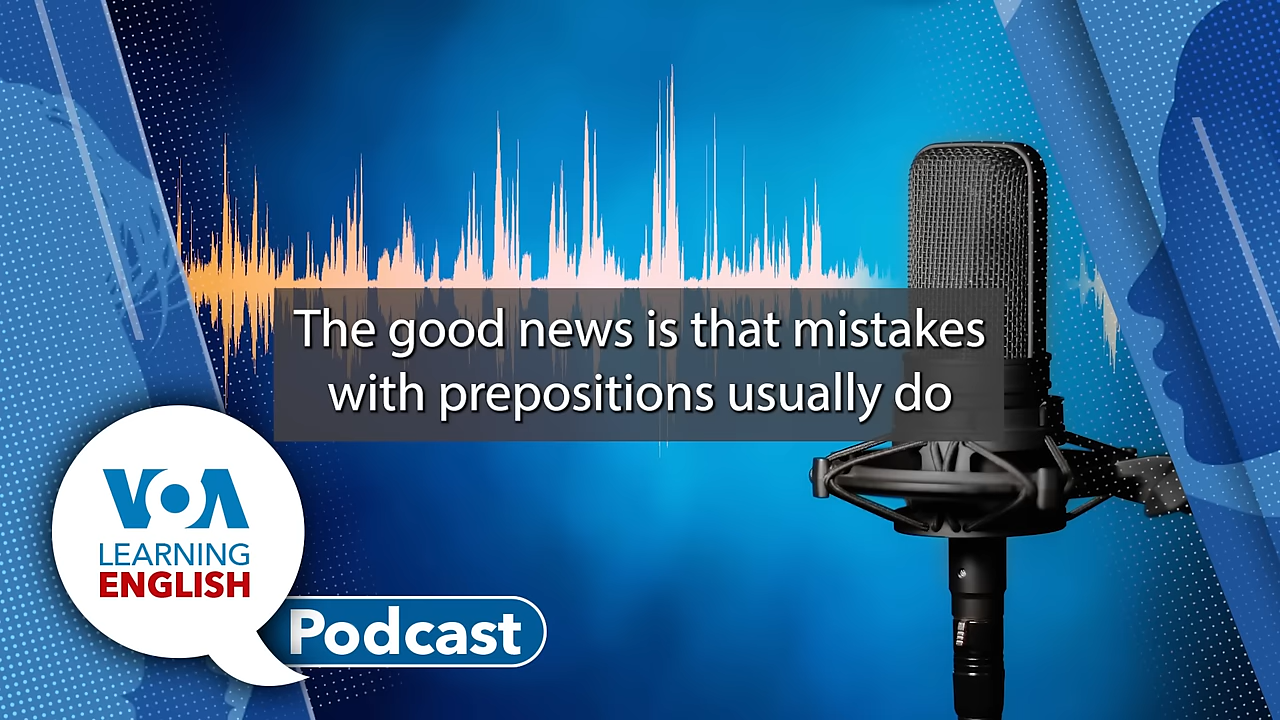 The good news is that mistakes
with prepositions usually do
VOA
LEARNING
ENGLISH
Podcast